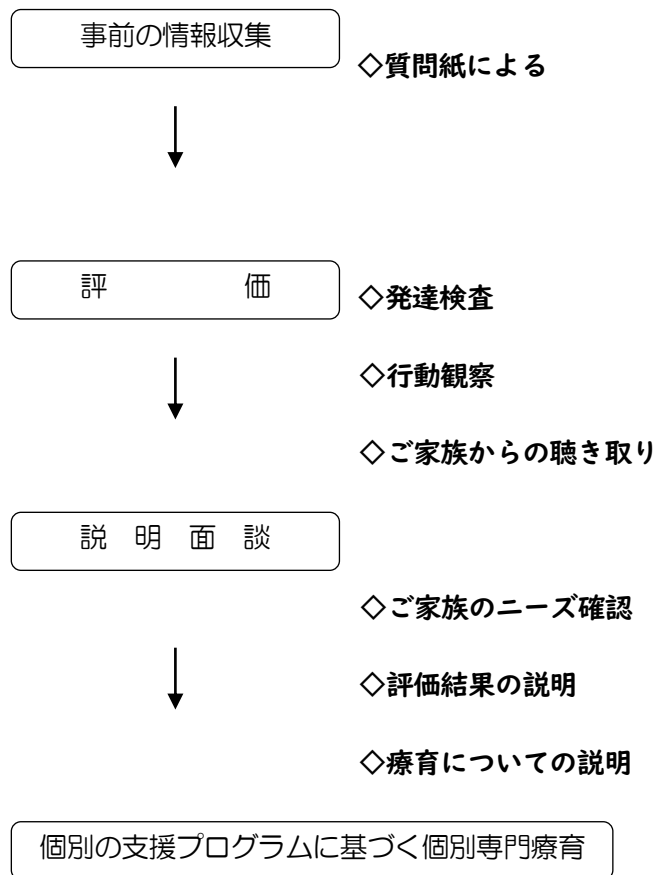 事前の情報収集
◇質問紙による
評　　　　価
◇発達検査
◇行動観察
◇ご家族からの聴き取り
説　明　面　談
◇ご家族のニーズ確認
◇評価結果の説明
◇療育についての説明
個別の支援プログラムに基づく個別専門療育